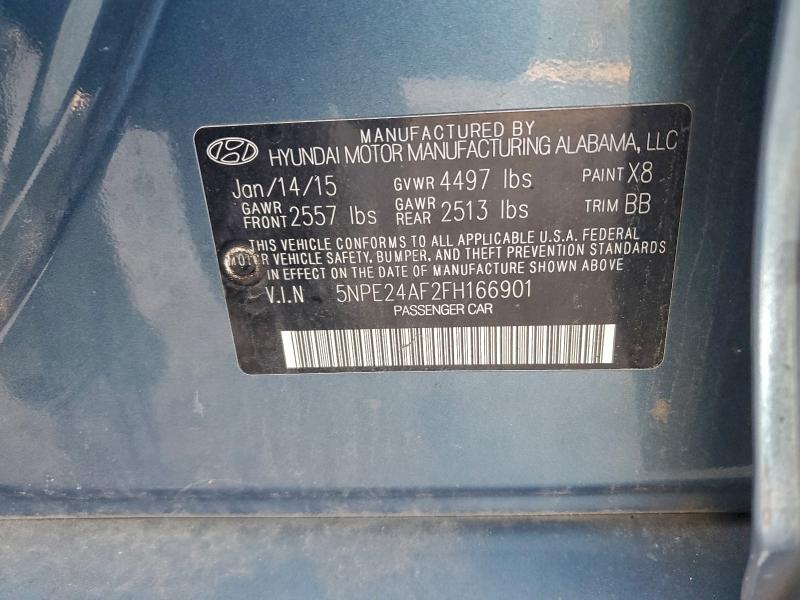 MANUFACTURED BY
HYUNDAI MOTOR MANUFACTURING ALABAMA, LLC
Jan/14/15 GVWR 4497 lbs PAINT X8
GAWR FRONT 2557 lbs GAWR REAR 2513 lbs TRIM BB
THIS VEHICLE CONFORMS TO ALL APPLICABLE U.S.A. FEDERAL
MOTOR VEHICLE SAFETY, BUMPER, AND THEFT PREVENTION STANDARDS
IN EFFECT ON THE DATE OF MANUFACTURE SHOWN ABOVE
V.I.N 5NPE24AF2FH166901
PASSENGER CAR